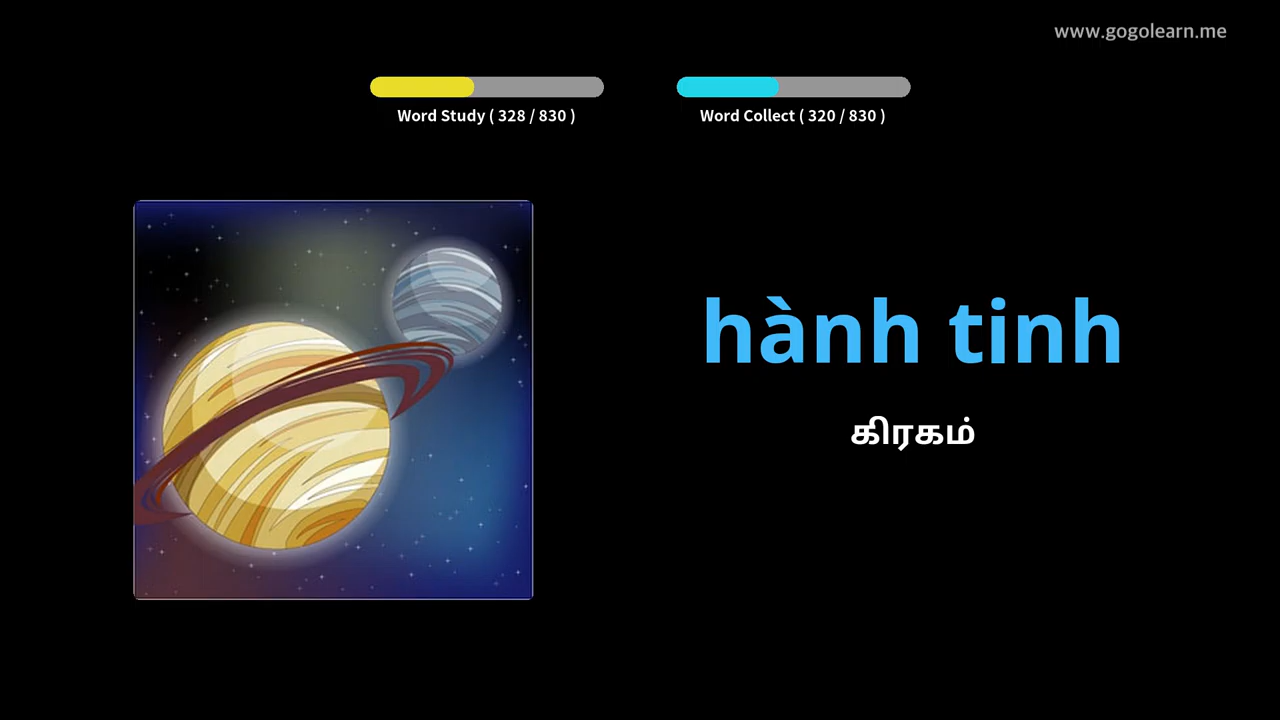 www.gogolearn.me
Word Study ( 328 / 830 )
Word Collect ( 320 / 830 )
hành tinh
கிரகம்